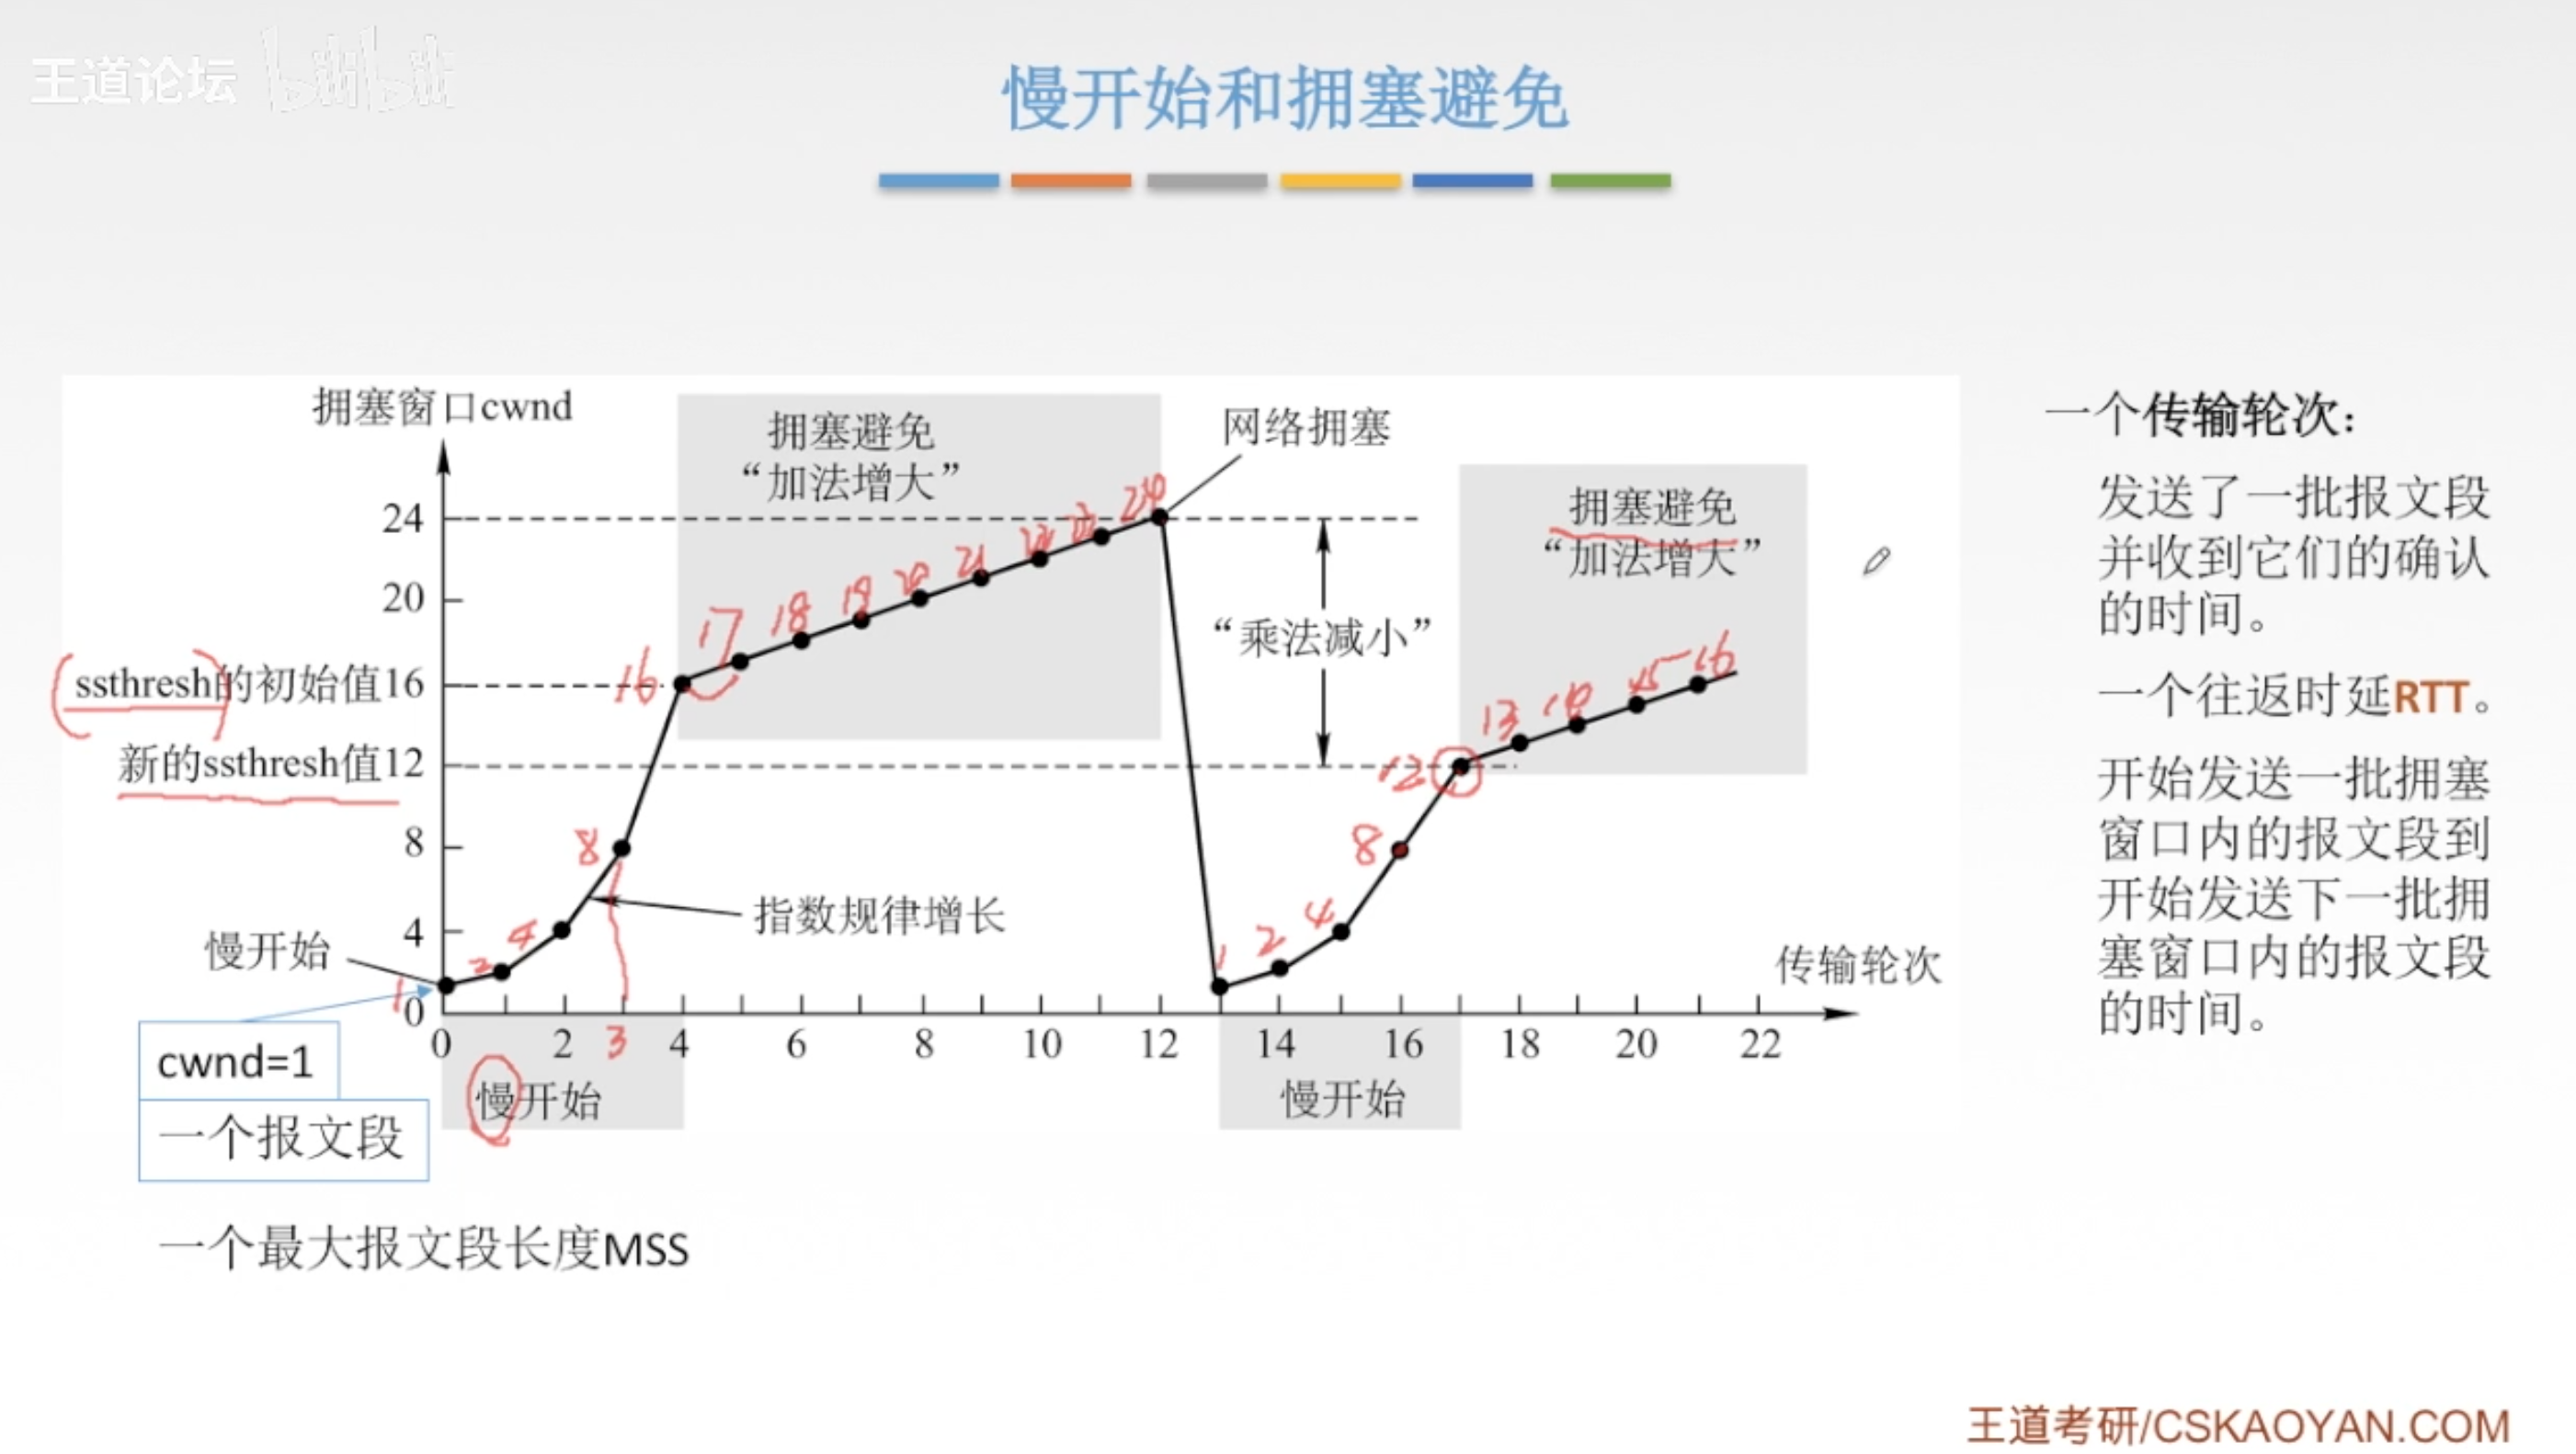 王道论坛 bilibili
慢开始和拥塞避免
拥塞窗口cwnd
拥塞避免
“加法增大”
网络拥塞
拥塞避免
“加法增大”
“乘法减小”
24
20
ssthresh的初始值16
新的ssthresh值12
8
4
0
慢开始
指数规律增长
传输轮次
16
17
18
19
20
21
22
23
24
8
4
2
1
3
1
2
4
8
12
13
14
15
16
0 2 4 6 8 10 12 14 16 18 20 22
慢开始
慢开始
cwnd=1
一个报文段
一个最大报文段长度MSS
一个传输轮次：
发送了一批报文段
并收到它们的确认
的时间。
一个往返时延RTT。
开始发送一批拥塞
窗口内的报文段到
开始发送下一批拥
塞窗口内的报文段
的时间。
王道考研/CSKAOYAN.COM